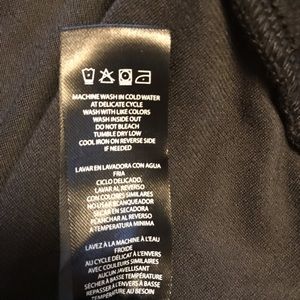 MACHINE WASH IN COLD WATER
AT DELICATE CYCLE
WASH WITH LIKE COLORS
WASH INSIDE OUT
DO NOT BLEACH
TUMBLE DRY LOW
COOL IRON ON REVERSE SIDE
IF NEEDED
LAVAR EN LAVADORA CON AGUA
FRIA
CICLO DELICADO.
LAVAR AL REVERSO
CON COLORES SIMILARES
NO USAR BLANQUEADOR
SECAR EN SECADORA
PLANCHAR AL REVERSO
A TEMPERATURA MINIMA
LAVEZ À LA MACHINE À L'EAU
FROIDE
AU CYCLE DÉLICAT À L'ENVERS
AVEC COULEURS SIMILAIRES
AUCUN JAVELLISANT
SÉCHER À BASSE TEMPÉRATURE
REPASSER À L'ENVERS À BASSE
TEMPÉRATURE AU BESOIN